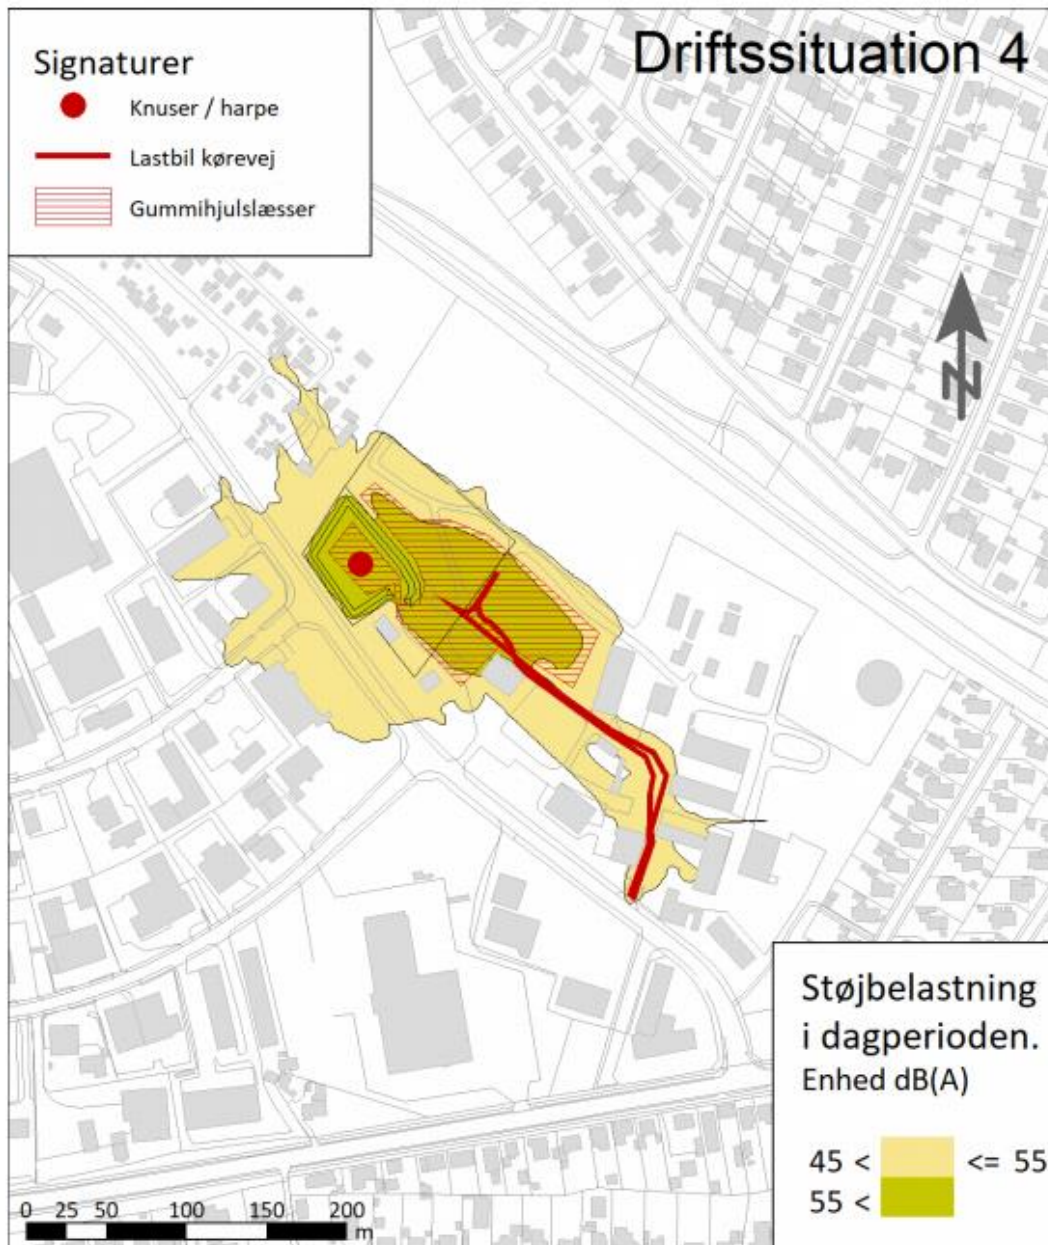 Driftssituation 4
Signaturer
Knuser / harpe
Lastbil kørevej
Gummihjulslæsser
N
Støjbelastning
i dagperioden.
Enhed dB(A)
45 < <= 55
55 <
0 25 50 100 150 200
m